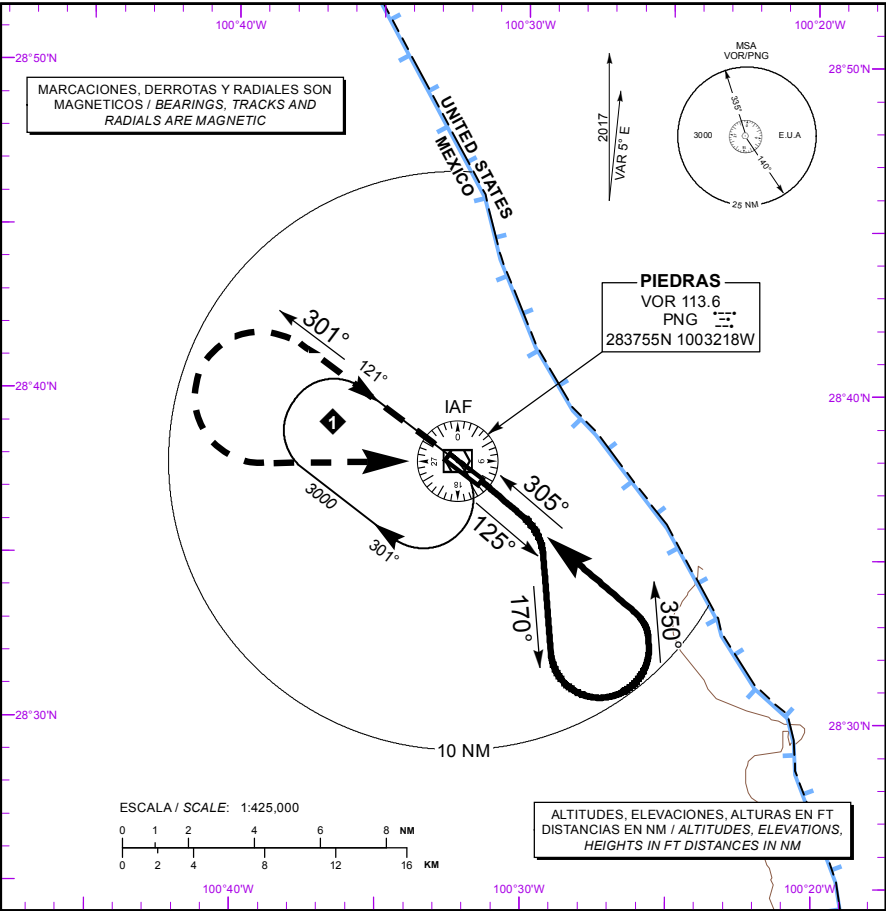 100°40'W
100°30'W
100°20'W
28°50'N
28°50'N
MARCACIONES, DERROTAS Y RADIALES SON
MAGNETICOS / BEARINGS, TRACKS AND
RADIALS ARE MAGNETIC
UNITED STATES
MEXICO
2017
VAR 5° E
MSA
VOR/PNG
335°
3000
E.U.A
140°
25 NM
PIEDRAS
VOR 113.6
PNG
283755N 1003218W
301°
121°
28°40'N
28°40'N
1
IAF
0
27
9
18
3000
301°
305°
125°
170°
350°
28°30'N
28°30'N
10 NM
ESCALA / SCALE: 1:425,000
0 1 2 4 6 8 NM
0 2 4 8 12 16 KM
ALTITUDES, ELEVACIONES, ALTURAS EN FT
DISTANCIAS EN NM / ALTITUDES, ELEVATIONS,
HEIGHTS IN FT DISTANCES IN NM
100°40'W
100°30'W
100°20'W